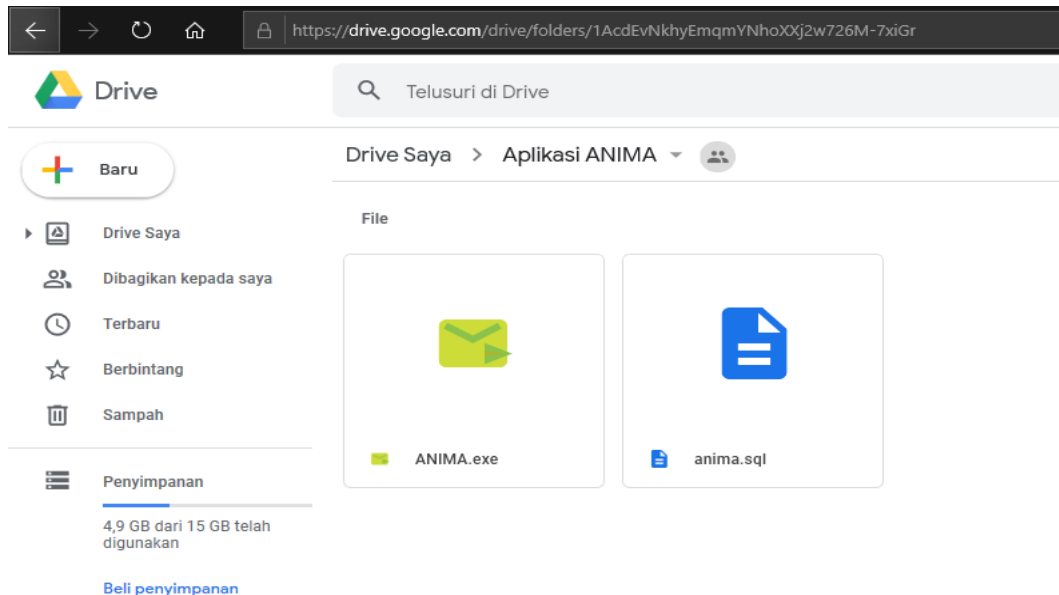 https://drive.google.com/drive/folders/1AcdEvNkhyEmqmYNhoXXj2w726M-7xiGr
Drive
Telusuri di Drive
Baru
Drive Saya > Aplikasi ANIMA
File
Drive Saya
Dibagikan kepada saya
Terbaru
Berbintang
Sampah
ANIMA.exe
anima.sql
Penyimpanan
4,9 GB dari 15 GB telah
digunakan
Beli penyimpanan